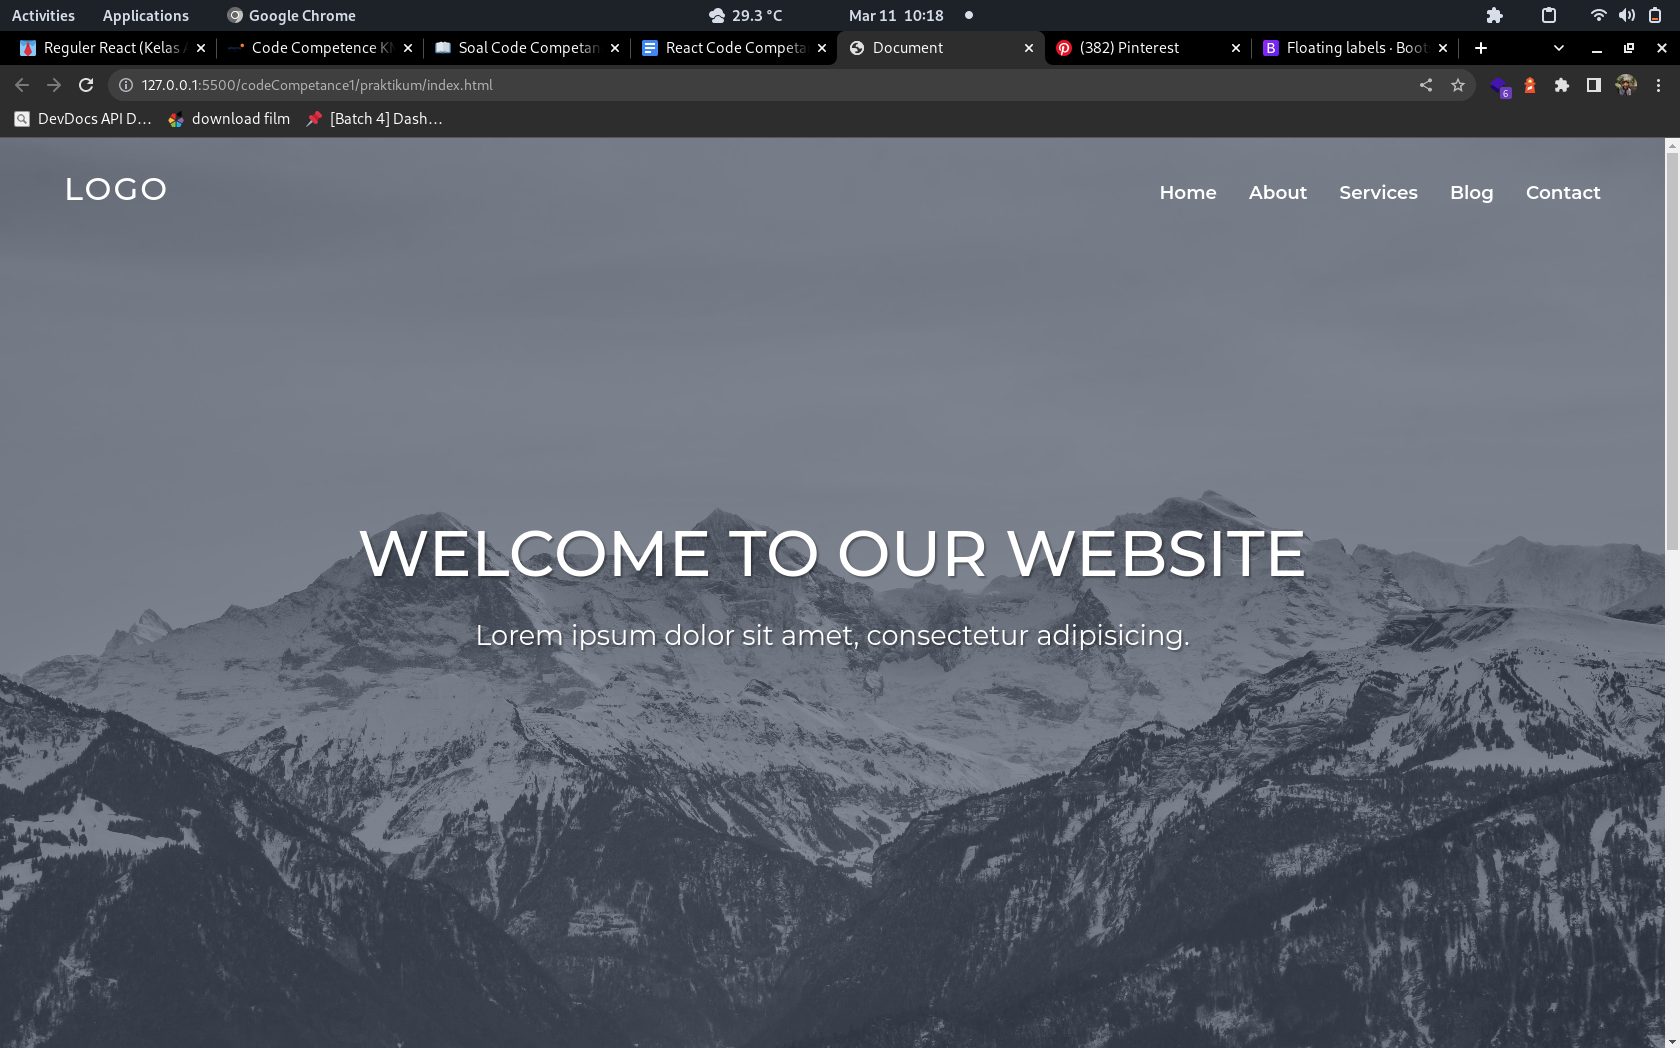 Activities Applications Google Chrome 29.3 °C Mar 11 10:18
Reguler React (Kelas Code Competence KM Soal Code Competan React Code Competa Document (382) Pinterest Floating labels · Boot
127.0.0.1:5500/codeCompetance1/praktikum/index.html 6
DevDocs API D... download film [Batch 4] Dash...
LOGO Home About Services Blog Contact
WELCOME TO OUR WEBSITE
Lorem ipsum dolor sit amet, consectetur adipisicing.